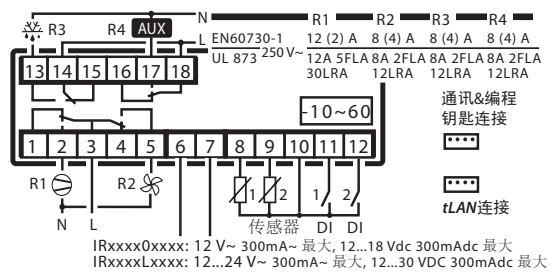 N R1 R2 R3 R4
R3 R4 AUX L EN60730-1 250 V~ 12 (2) A 8 (4) A 8 (4) A 8 (4) A
UL 873 12A 5FLA 8A 2FLA 8A 2FLA 8A 2FLA
30LRA 12LRA 12LRA 12LRA
13 14 15 16 17 18
-10~60
通讯&编程
钥匙连接
1 2 3 4 5 6 7 8 9 10 11 12
R1 R2 1 2 1 2
N L 传感器 DI DI
tLAN连接
IRxxxx0xxxx: 12 V~ 300mA~ 最大, 12...18 Vdc 300mAdc 最大
IRxxxxLxxxx: 12...24 V~ 300mA~ 最大, 12...30 VDC 300mAdc 最大